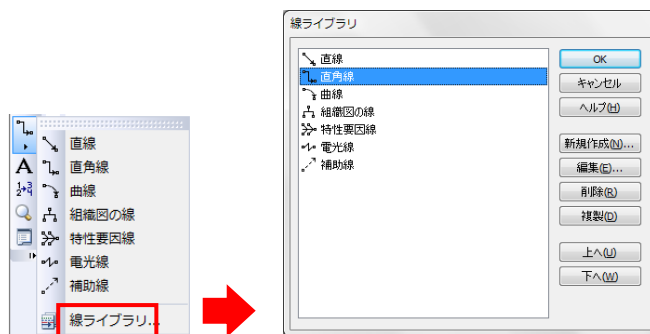 直線
直角線
曲線
組織図の線
特性要因線
電光線
補助線
線ライブラリ...
A
線ライブラリ
直線
直角線
曲線
組織図の線
特性要因線
電光線
補助線
OK
キャンセル
ヘルプ(H)
新規作成(N)...
編集(E)...
削除(R)
複製(D)
上へ(U)
下へ(W)